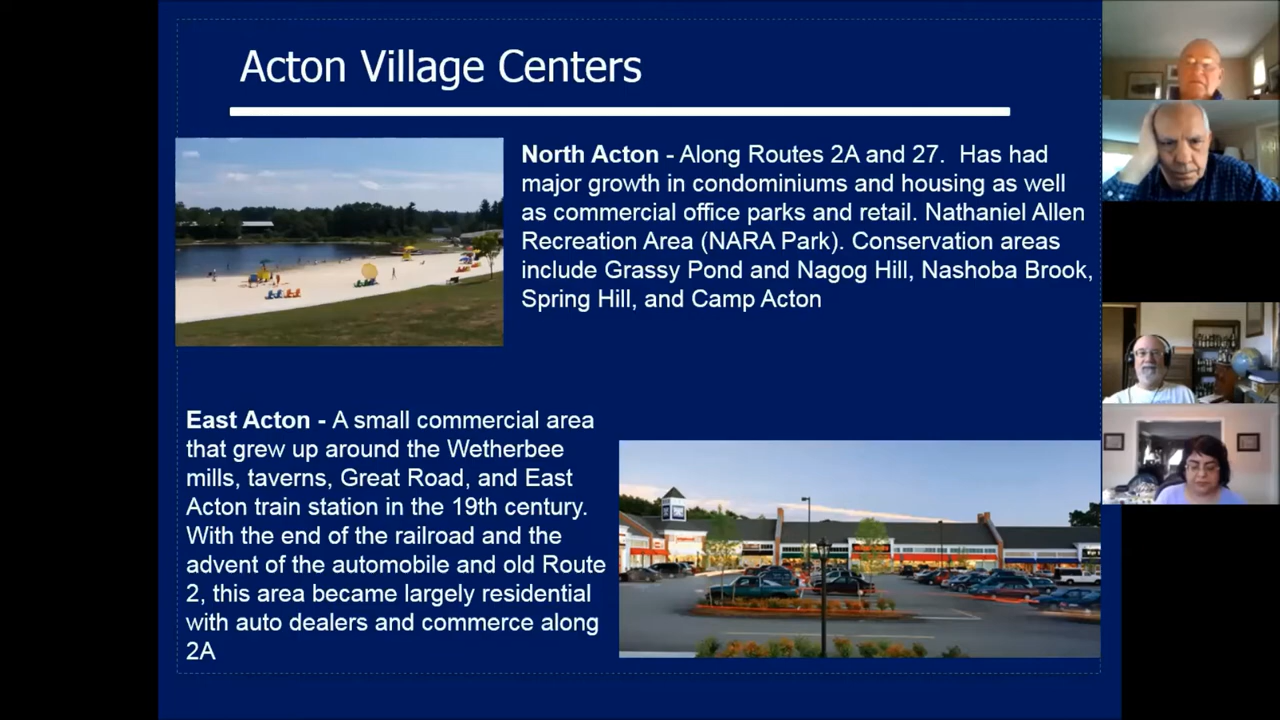 Acton Village Centers
North Acton - Along Routes 2A and 27. Has had
major growth in condominiums and housing as well
as commercial office parks and retail. Nathaniel Allen
Recreation Area (NARA Park). Conservation areas
include Grassy Pond and Nagog Hill, Nashoba Brook,
Spring Hill, and Camp Acton
East Acton - A small commercial area
that grew up around the Wetherbee
mills, taverns, Great Road, and East
Acton train station in the 19th century.
With the end of the railroad and the
advent of the automobile and old Route
2, this area became largely residential
with auto dealers and commerce along
2A